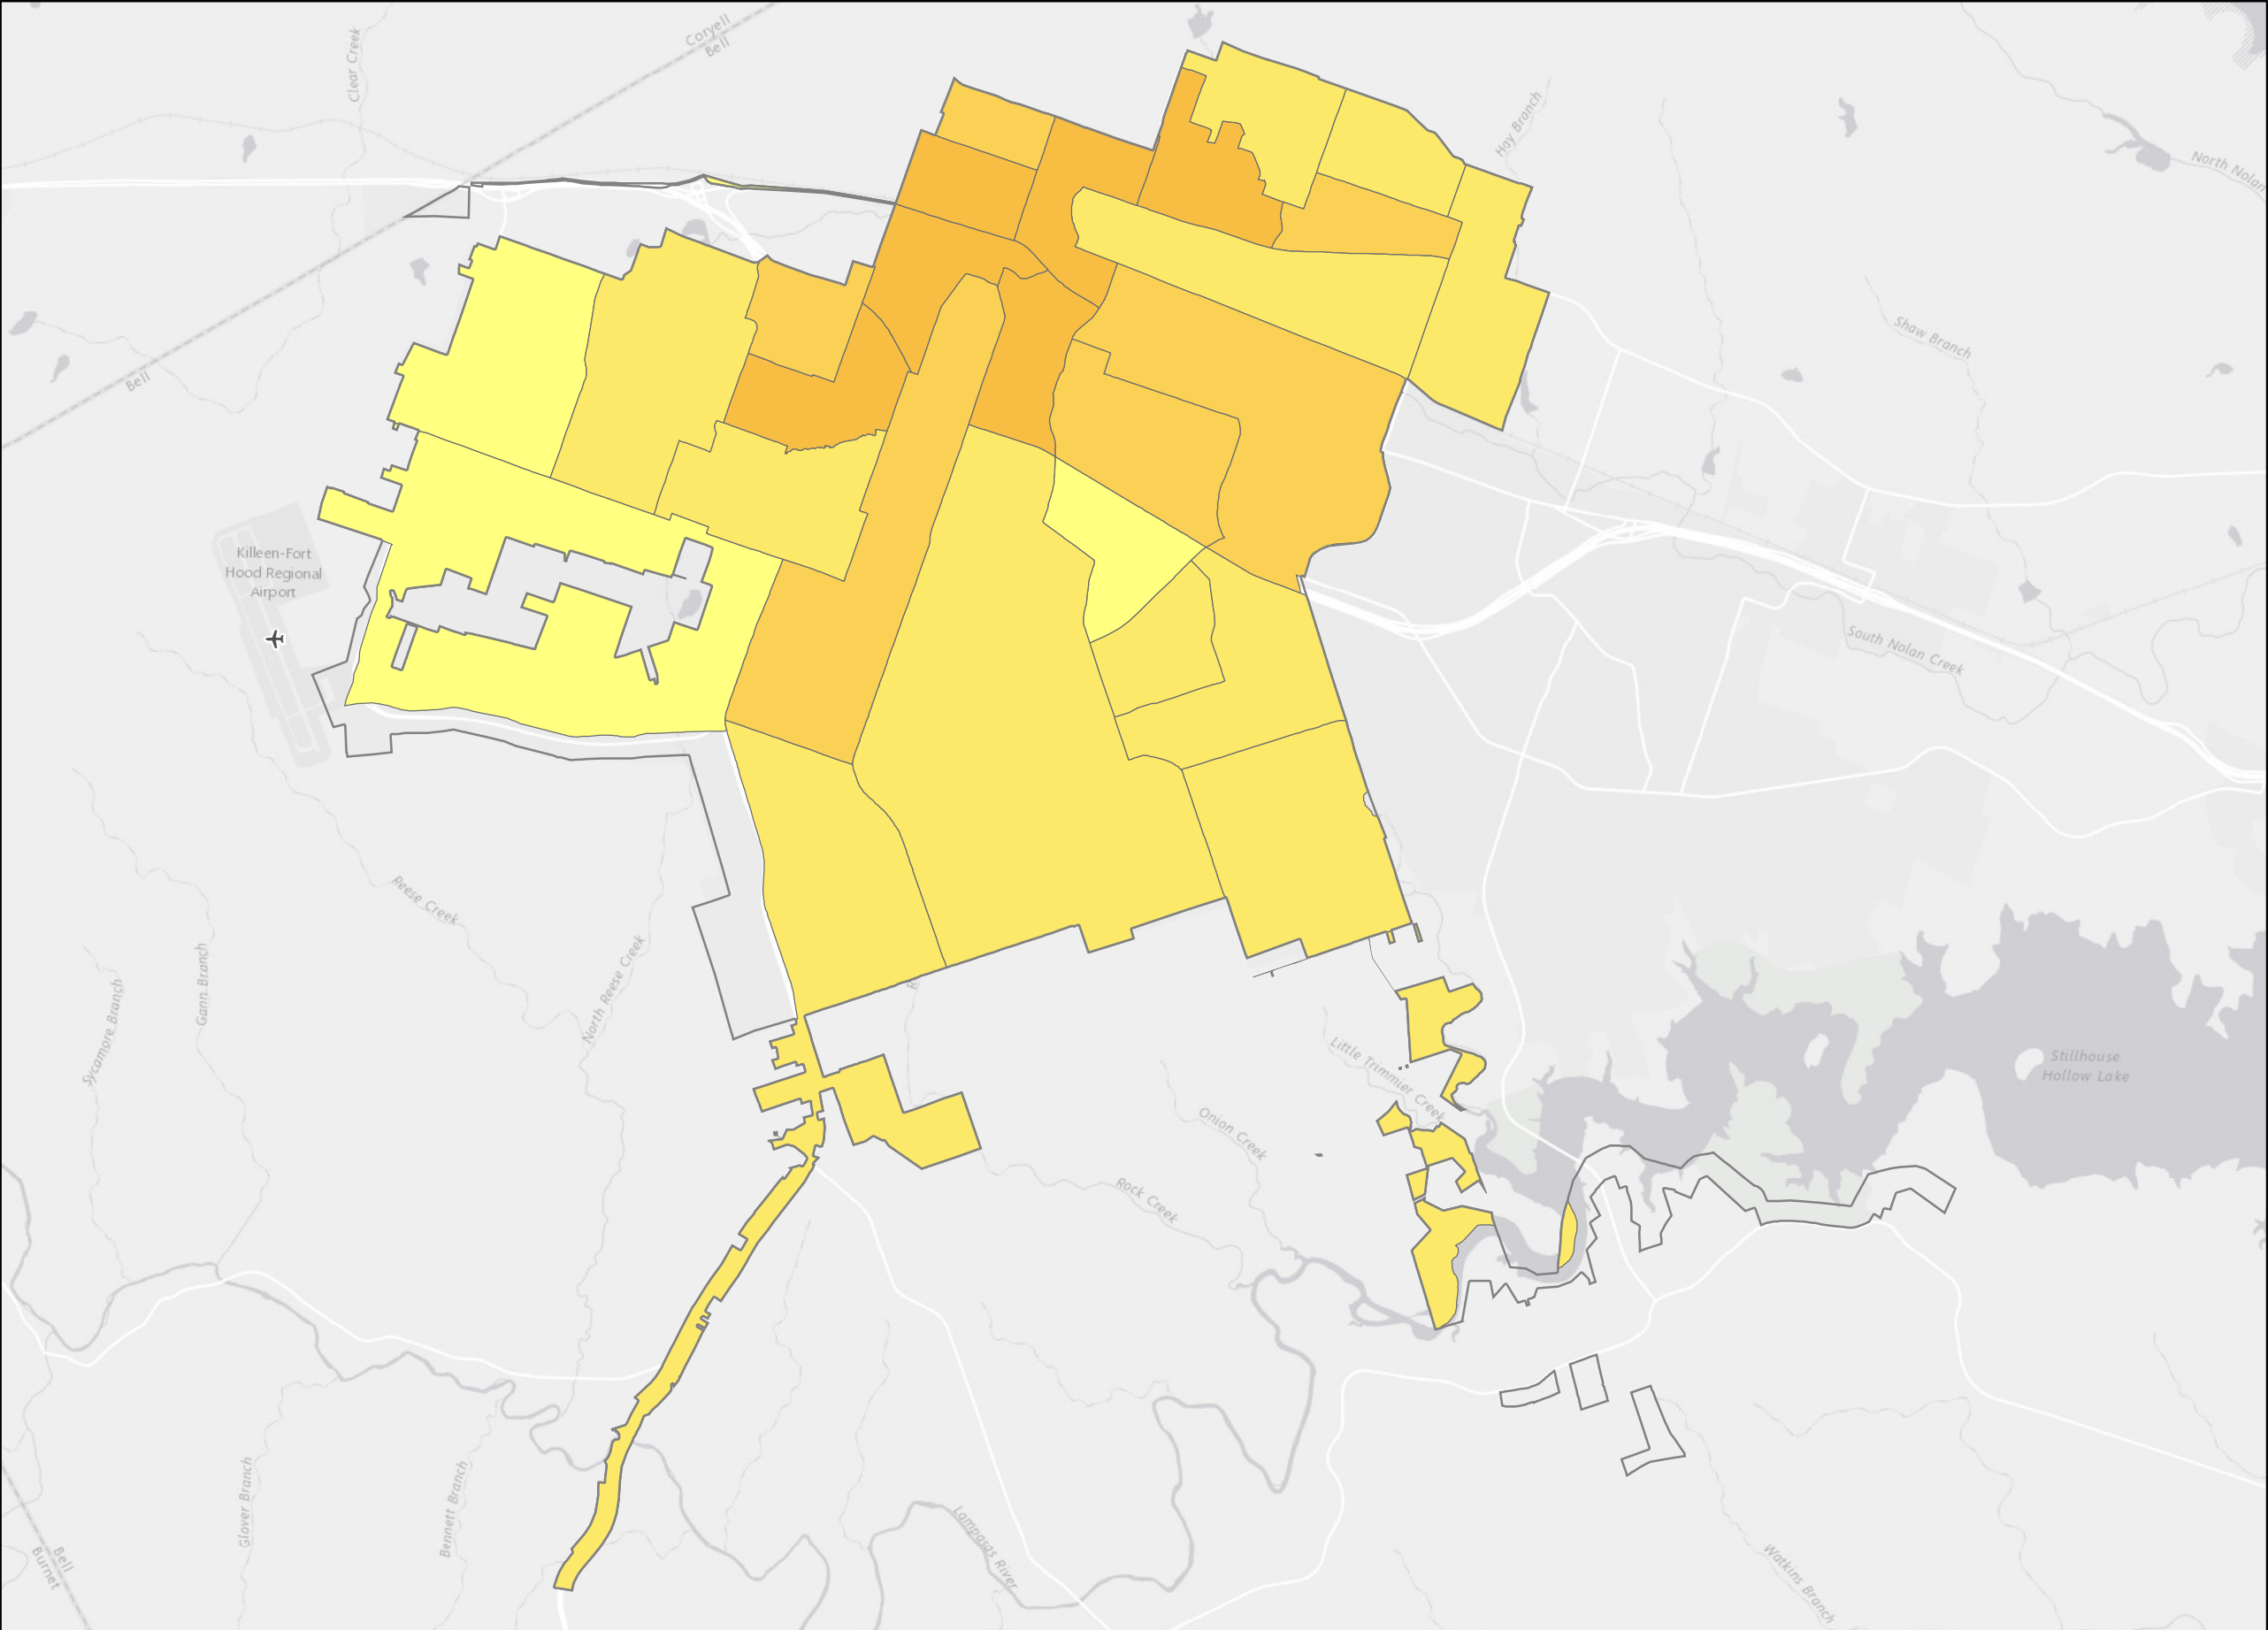 Coryell
Bell
Clear Creek
Hay Branch
North Nolan
Bell
Shaw Branch
Killeen-Fort
Hood Regional
Airport
South Nolan Creek
Reese Creek
Gann Branch
North Reese Creek
Sycamore Branch
Little Trimmier Creek
Stillhouse
Hollow Lake
Onion Creek
Rock Creek
Glover Branch
Bennett Branch
Lampasas River
Bell
Burnet
Watkins Branch